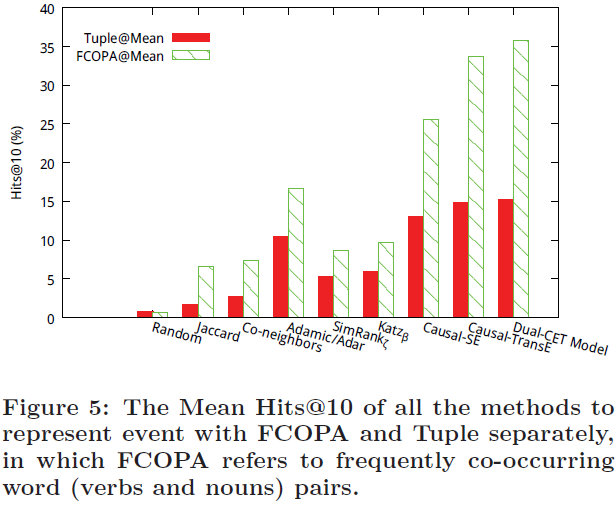 40
35
30
25
20
15
10
5
0
Hits@10 (%)
Tuple@Mean
FCOPA@Mean
Random
Jaccard
Co-neighbors
Adamic/Adar
SimRankζ
Katzβ
Causal-SE
Causal-TransE
Dual-CET Model
Figure 5: The Mean Hits@10 of all the methods to
represent event with FCOPA and Tuple separately,
in which FCOPA refers to frequently co-occurring
word (verbs and nouns) pairs.